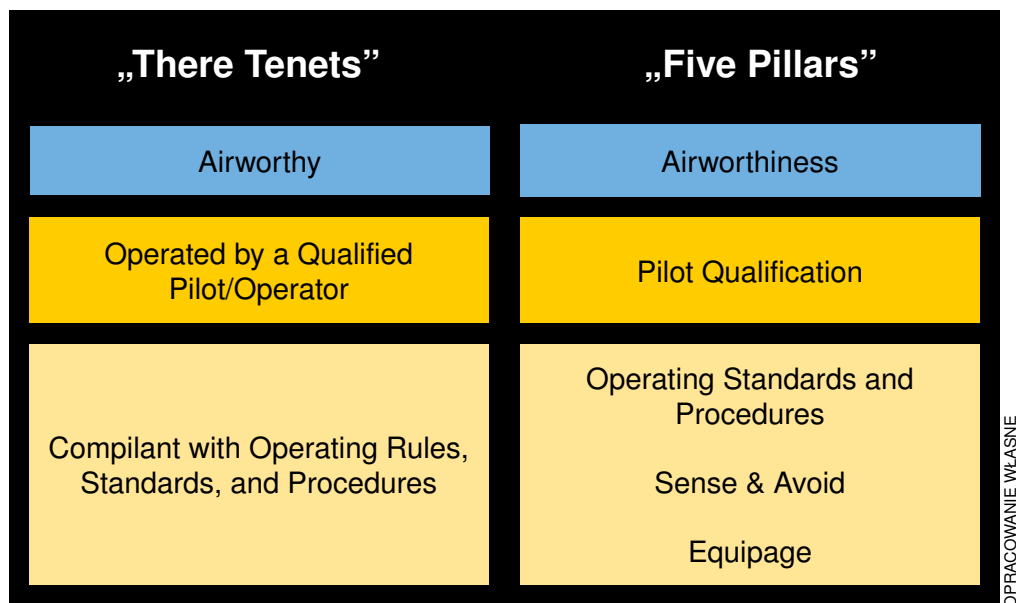 „There Tenets”
„Five Pillars”
Airworthy
Airworthiness
Operated by a Qualified
Pilot/Operator
Pilot Qualification
Compilant with Operating Rules,
Standards, and Procedures
Operating Standards and
Procedures
Sense & Avoid
Equipage
OPRACOWANIE WŁASNE